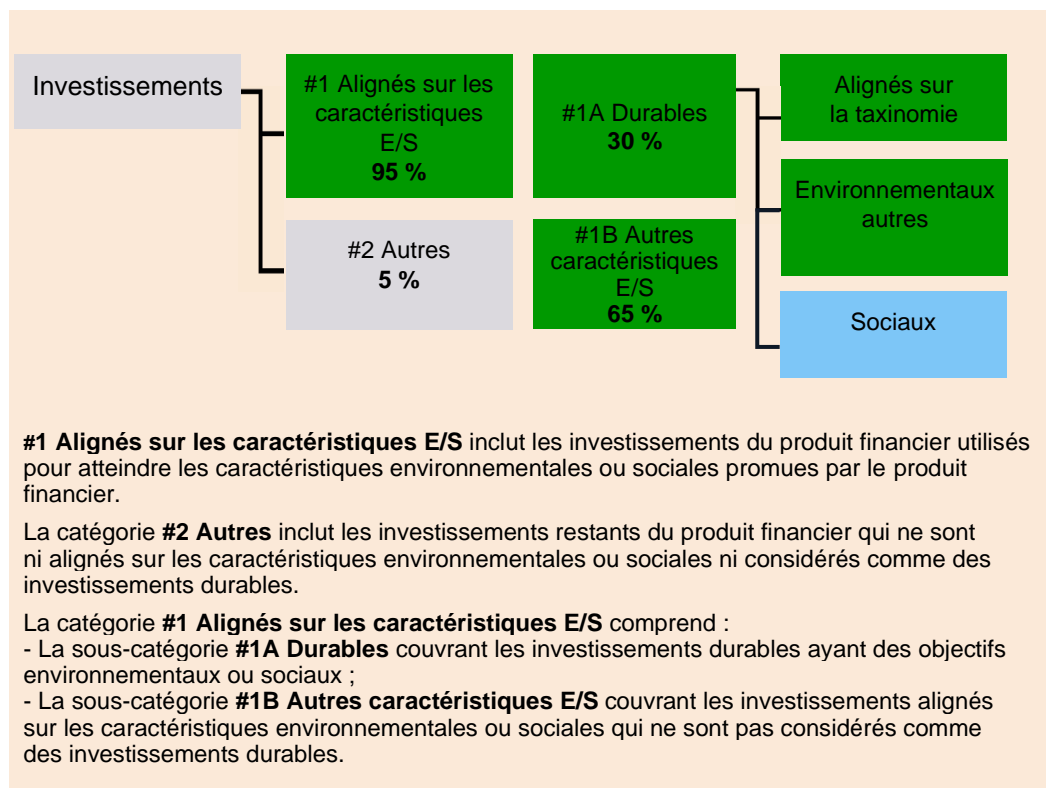 Investissements
#1 Alignés sur les
caractéristiques
E/S
95 %
#2 Autres
5 %
#1A Durables
30 %
#1B Autres
caractéristiques
E/S
65 %
Alignés sur
la taxinomie
Environnementaux
autres
Sociaux
#1 Alignés sur les caractéristiques E/S inclut les investissements du produit financier utilisés
pour atteindre les caractéristiques environnementales ou sociales promues par le produit
financier.
La catégorie #2 Autres inclut les investissements restants du produit financier qui ne sont
ni alignés sur les caractéristiques environnementales ou sociales ni considérés comme des
investissements durables.
La catégorie #1 Alignés sur les caractéristiques E/S comprend :
- La sous-catégorie #1A Durables couvrant les investissements durables ayant des objectifs
environnementaux ou sociaux ;
- La sous-catégorie #1B Autres caractéristiques E/S couvrant les investissements alignés
sur les caractéristiques environnementales ou sociales qui ne sont pas considérés comme
des investissements durables.